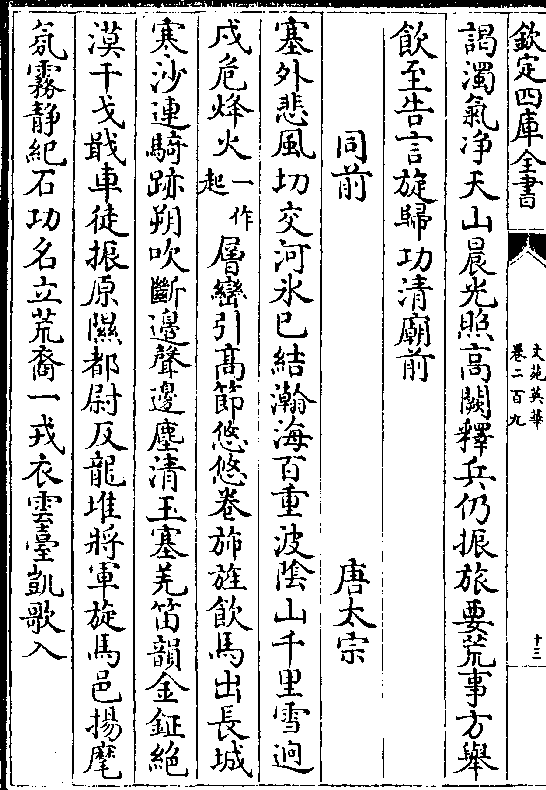 欽定四庫全書
文苑英華
卷二百九
十三
謁濁氣净天山晨光照高闕釋兵仍振旅要荒事方舉
飲至告言旋歸功清廟前
同前
唐太宗
塞外悲風切交河氷已結瀚海百重波隂山千里雪逈
戍危烽火一作起層巒引髙節悠悠卷斾旌飲馬出長城
寒沙連騎跡朔吹斷邊聲邊塵清玉塞羌笛韻金鉦絶
漠干戈戢車徒振原隰都尉反龍堆將軍旋馬邑揚麾
氛霧靜紀石功名立荒裔一戎衣雲臺凱歌入